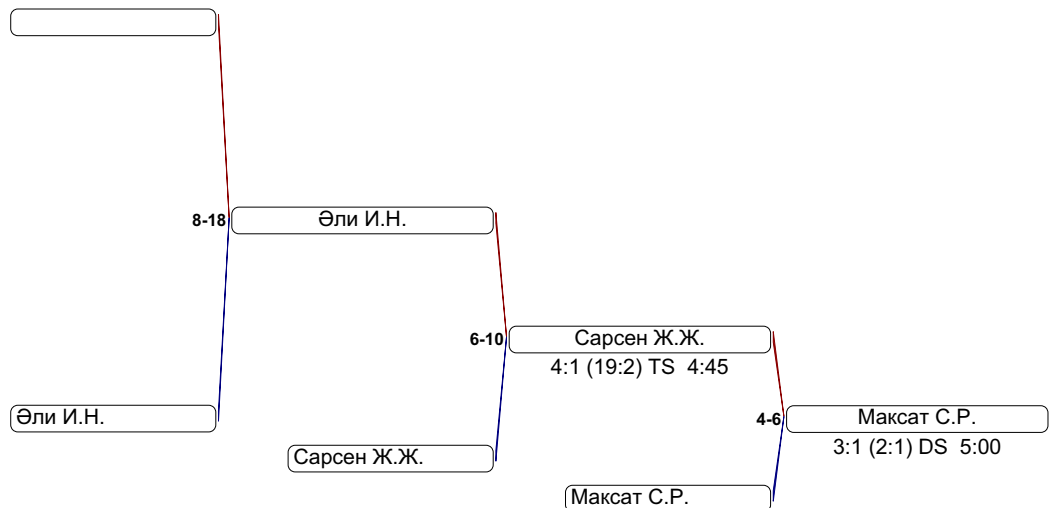 8-18
Әли И.Н.
6-10
Сарсен Ж.Ж.
4:1 (19:2) TS 4:45
Әли И.Н.
4-6
Максат С.Р.
3:1 (2:1) DS 5:00
Сарсен Ж.Ж.
Максат С.Р.